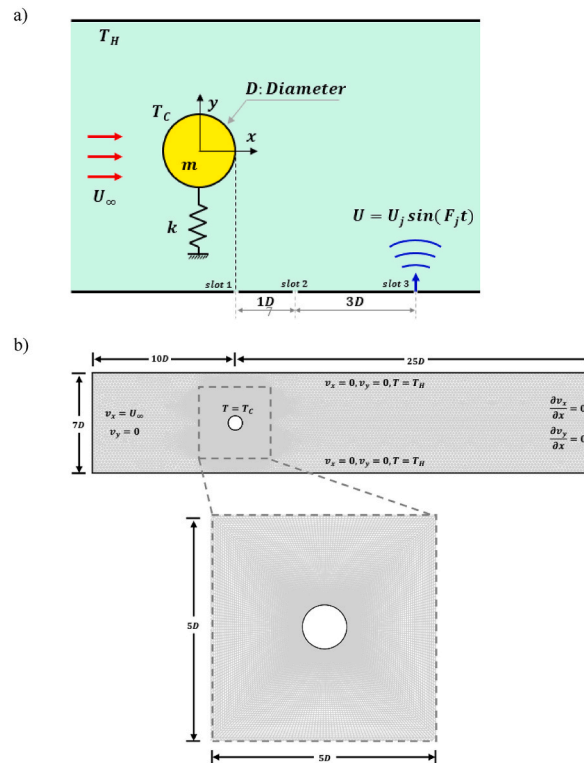 a)
T_H
D: Diameter
T_C
y
x
m
U_∞
k
U = U_j sin(F_j t)
slot 1
slot 2
slot 3
1D
3D
7
b)
10D
25D
v_x = 0, v_y = 0, T = T_H
7D
v_x = U_∞
v_y = 0
T = T_C
∂v_x/∂x = 0
∂v_y/∂x = 0
v_x = 0, v_y = 0, T = T_H
5D
5D